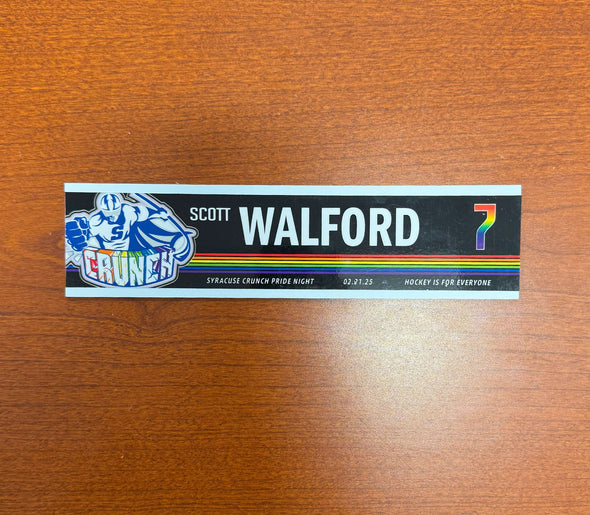 SCOTT WALFORD 7
S
CRUNCH
SYRACUSE CRUNCH PRIDE NIGHT 02.21.25 HOCKEY IS FOR EVERYONE